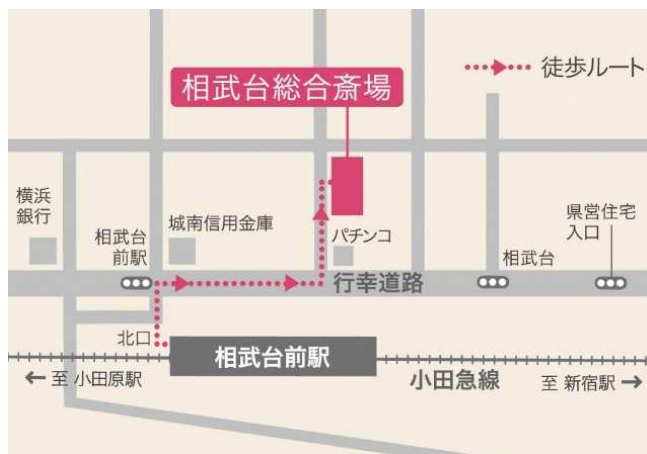 徒歩ルート
相武台総合斎場
横浜
銀行
相武台
前駅
城南信用金庫
パチンコ
県営住宅
入口
相武台
行幸道路
北口
相武台前駅
← 至 小田原駅
小田急線
至 新宿駅 →